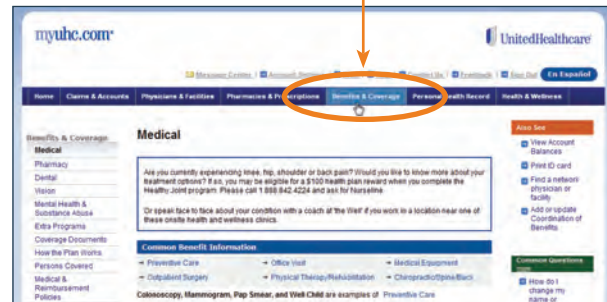 myuhc.com
UnitedHealthcare
Message Center | Account Settings | Contact Us | Feedback | Sign Out En Español
Home Claims & Accounts Physicians & Facilities Pharmacies & Prescriptions Benefits & Coverage Personal Health Record Health & Wellness
Benefits & Coverage
Medical
Pharmacy
Dental
Vision
Mental Health &
Substance Abuse
Extra Programs
Coverage Documents
How the Plan Works
Persons Covered
Medical &
Reimbursement
Policies
Medical
Are you currently experiencing knee, hip, shoulder or back pain? Would you like to know more about your
treatment options? If so, you may be eligible for a $100 health plan reward when you complete the
Healthy Joint program. Please call 1.888.842.4224 and ask for Nurseline.
Or speak face to face about your condition with a coach at 'the Well' if you work in a location near one of
these onsite health and wellness clinics.
Common Benefit Information
Preventive Care Office Visit Medical Equipment
Outpatient Surgery Physical Therapy/Rehabilitation Chiropractic/Spine/Back
Colonoscopy, Mammogram, Pap Smear, and Well Child are examples of Preventive Care
Also See
View Account
Balances
Print ID card
Find a network
physician or
facility
Add or update
Coordination of
Benefits
Common Questions
How do I
change my
name or